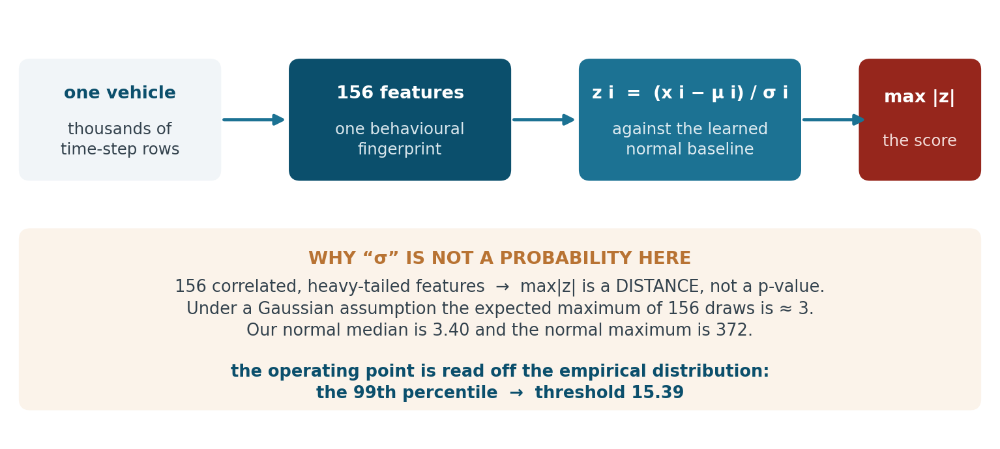 one vehicle
thousands of
time-step rows
156 features
one behavioural
fingerprint
z i = (x i − μ i) / σ i
against the learned
normal baseline
max |z|
the score
WHY “σ” IS NOT A PROBABILITY HERE
156 correlated, heavy-tailed features → max|z| is a DISTANCE, not a p-value.
Under a Gaussian assumption the expected maximum of 156 draws is ≈ 3.
Our normal median is 3.40 and the normal maximum is 372.
the operating point is read off the empirical distribution:
the 99th percentile → threshold 15.39